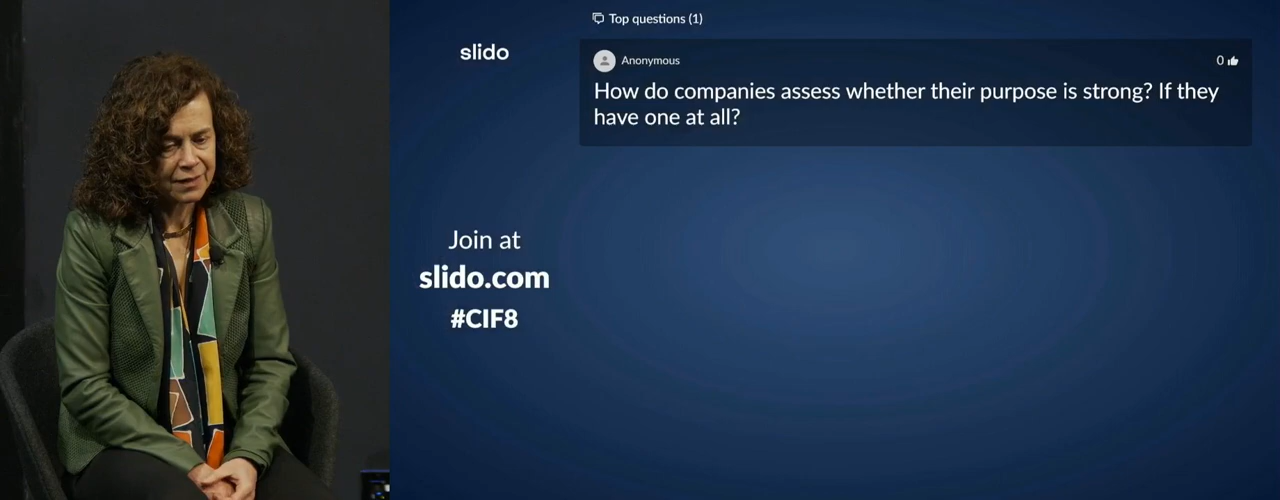 Top questions (1)
slido
Anonymous
0
How do companies assess whether their purpose is strong? If they
have one at all?
Join at
slido.com
#CIF8